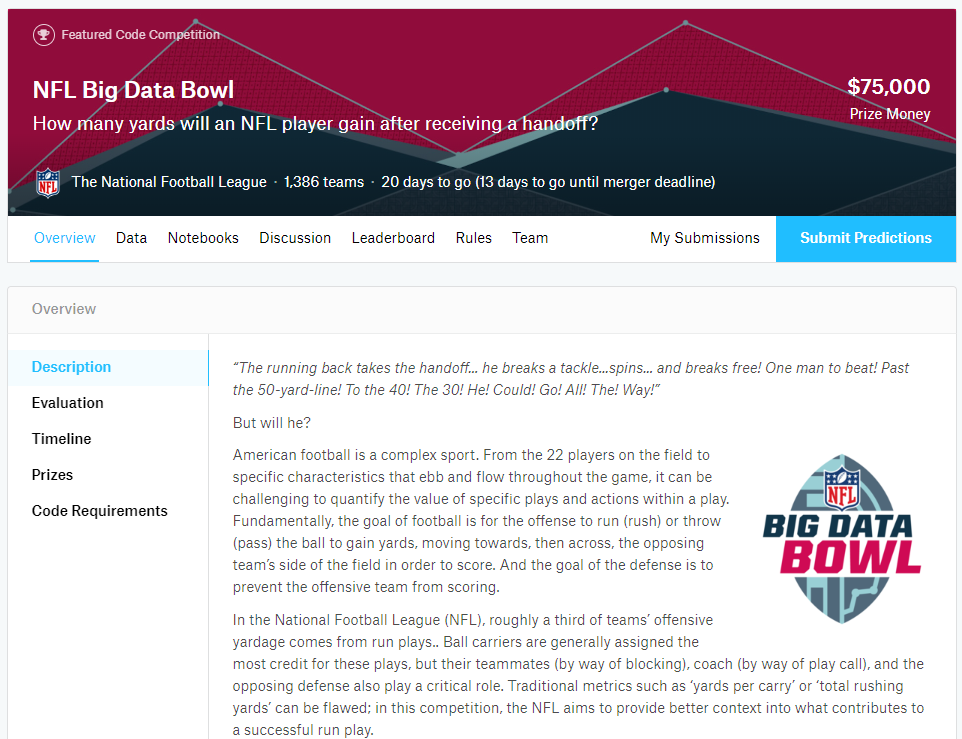 Featured Code Competition
NFL Big Data Bowl
$75,000
How many yards will an NFL player gain after receiving a handoff?
Prize Money
NFL
The National Football League · 1,386 teams · 20 days to go (13 days to go until merger deadline)
Overview
Data
Notebooks
Discussion
Leaderboard
Rules
Team
My Submissions
Submit Predictions
Overview
Description
Evaluation
Timeline
Prizes
Code Requirements
“The running back takes the handoff... he breaks a tackle...spins... and breaks free! One man to beat! Past
the 50-yard-line! To the 40! The 30! He! Could! Go! All! The! Way!”
But will he?
American football is a complex sport. From the 22 players on the field to
specific characteristics that ebb and flow throughout the game, it can be
challenging to quantify the value of specific plays and actions within a play.
Fundamentally, the goal of football is for the offense to run (rush) or throw
(pass) the ball to gain yards, moving towards, then across, the opposing
team’s side of the field in order to score. And the goal of the defense is to
prevent the offensive team from scoring.
NFL
BIG DATA
BOWL
In the National Football League (NFL), roughly a third of teams’ offensive
yardage comes from run plays.. Ball carriers are generally assigned the
most credit for these plays, but their teammates (by way of blocking), coach (by way of play call), and the
opposing defense also play a critical role. Traditional metrics such as ‘yards per carry’ or ‘total rushing
yards’ can be flawed; in this competition, the NFL aims to provide better context into what contributes to
a successful run play.